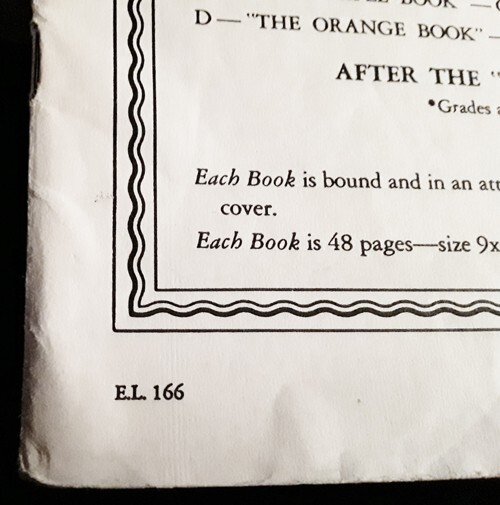 BOOK —
D — "THE ORANGE BOOK" —
AFTER THE "
*Grades
Each Book is bound and in an
cover.
Each Book is 48 pages—size 9x
E.L. 166